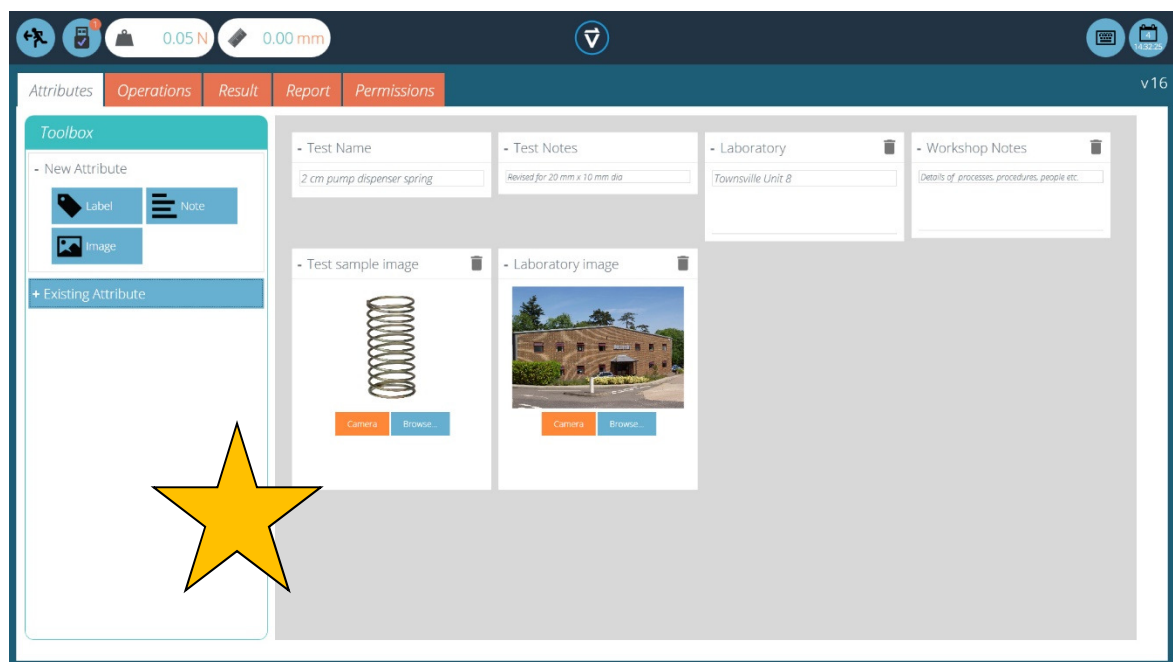 1
0.05 N
0.00 mm
4
14:32:25
Attributes
Operations
Result
Report
Permissions
v16
Toolbox
- New Attribute
Label
Note
Image
+ Existing Attribute
- Test Name
2 cm pump dispenser spring
- Test Notes
Revised for 20 mm x 10 mm dia
- Laboratory
Townsville Unit 8
- Workshop Notes
Details of processes, procedures, people etc.
- Test sample image
Camera
Browse...
- Laboratory image
Camera
Browse...